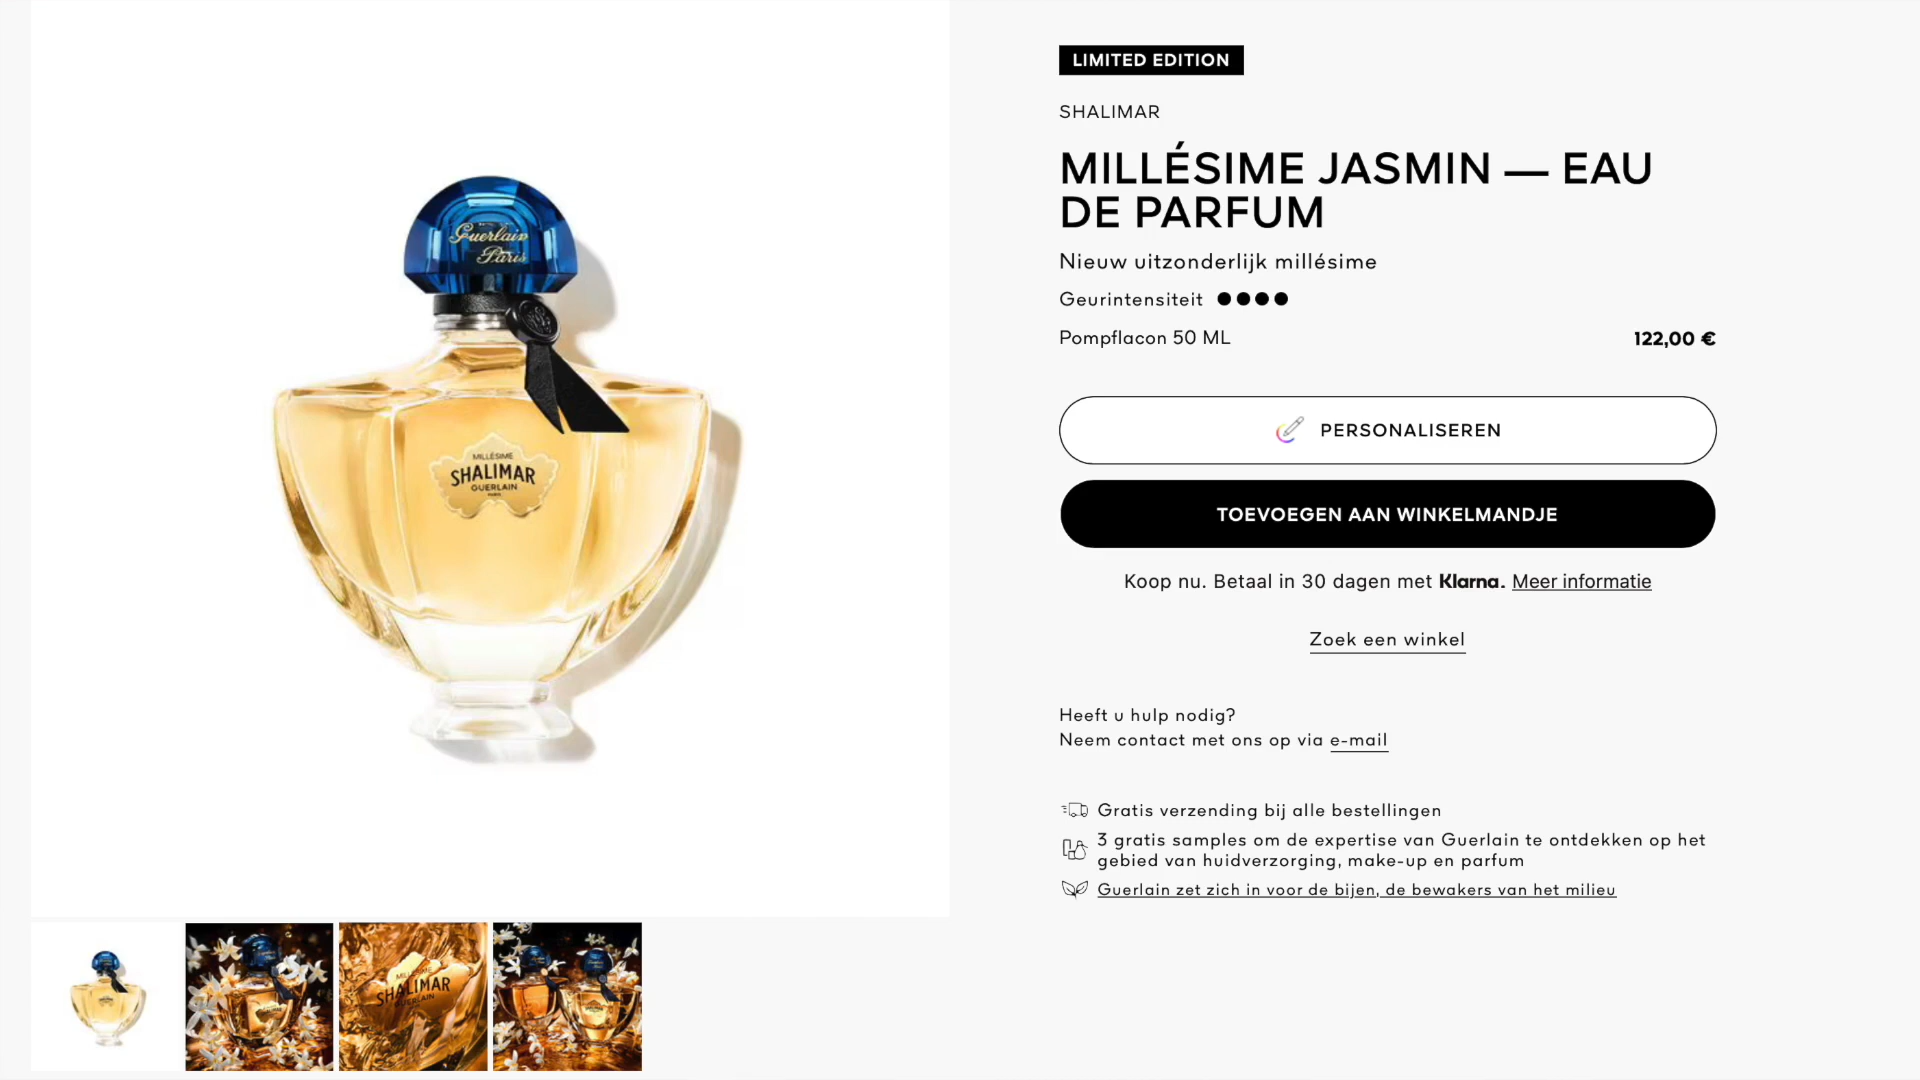 LIMITED EDITION
SHALIMAR
MILLÉSIME JASMIN — EAU
DE PARFUM
Nieuw uitzonderlijk millésime
Geurintensiteit
Pompflacon 50 ML
122,00 €
PERSONALISEREN
TOEVOEGEN AAN WINKELMANDJE
Koop nu. Betaal in 30 dagen met Klarna. Meer informatie
Zoek een winkel
Heeft u hulp nodig?
Neem contact met ons op via e-mail
Gratis verzending bij alle bestellingen
3 gratis samples om de expertise van Guerlain te ontdekken op het
gebied van huidverzorging, make-up en parfum
Guerlain zet zich in voor de bijen, de bewakers van het milieu
Guerlain
Paris
MILLÉSIME
SHALIMAR
GUERLAIN
PARIS
MILLÉSIME
SHALIMAR
GUERLAIN